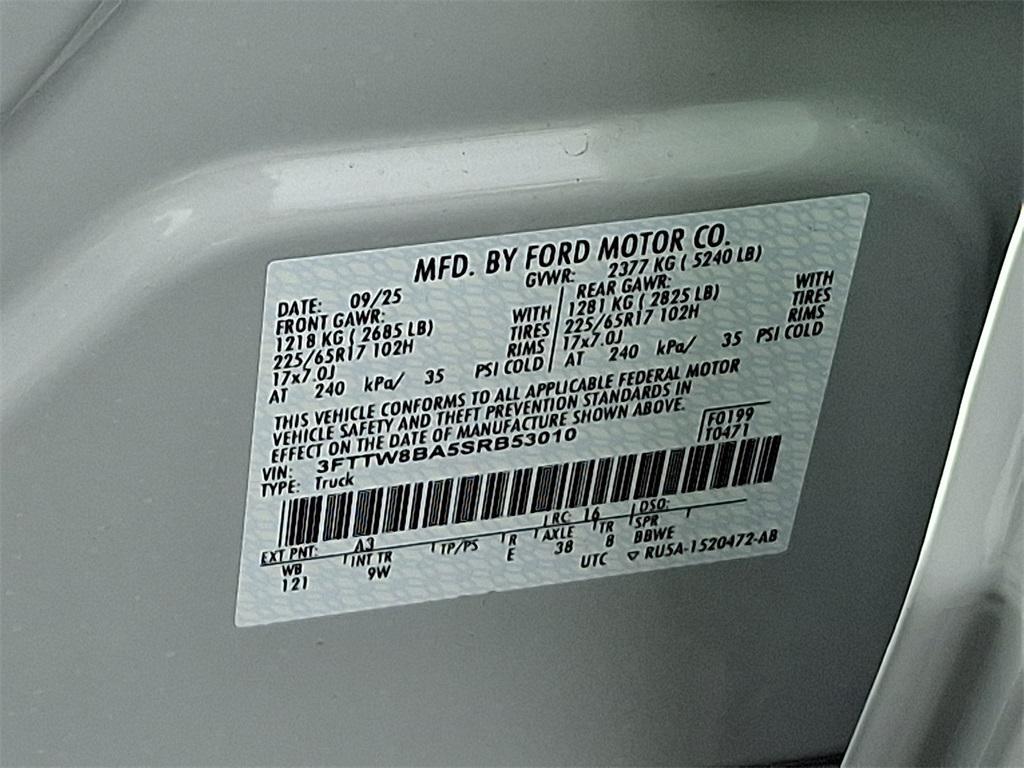 MFD. BY FORD MOTOR CO.
DATE: 09/25 GVWR: 2377 KG ( 5240 LB)
FRONT GAWR: REAR GAWR:
1218 KG ( 2685 LB) WITH 1281 KG ( 2825 LB) WITH
225/65R17 102H TIRES 225/65R17 102H TIRES
17x7.0J RIMS 17x7.0J RIMS
AT 240 kPa/ 35 PSI COLD AT 240 kPa/ 35 PSI COLD
THIS VEHICLE CONFORMS TO ALL APPLICABLE FEDERAL MOTOR
VEHICLE SAFETY AND THEFT PREVENTION STANDARDS IN
EFFECT ON THE DATE OF MANUFACTURE SHOWN ABOVE.
VIN: 3FTTW8BA5SRB53010 F0199
TYPE: Truck T0471
EXT PNT: A3 RC: 16 DSO:
WB INT TR TP/PS R AXLE TR SPR
121 9W E 38 8 BBWE
UTC ▽ RU5A-1520472-AB